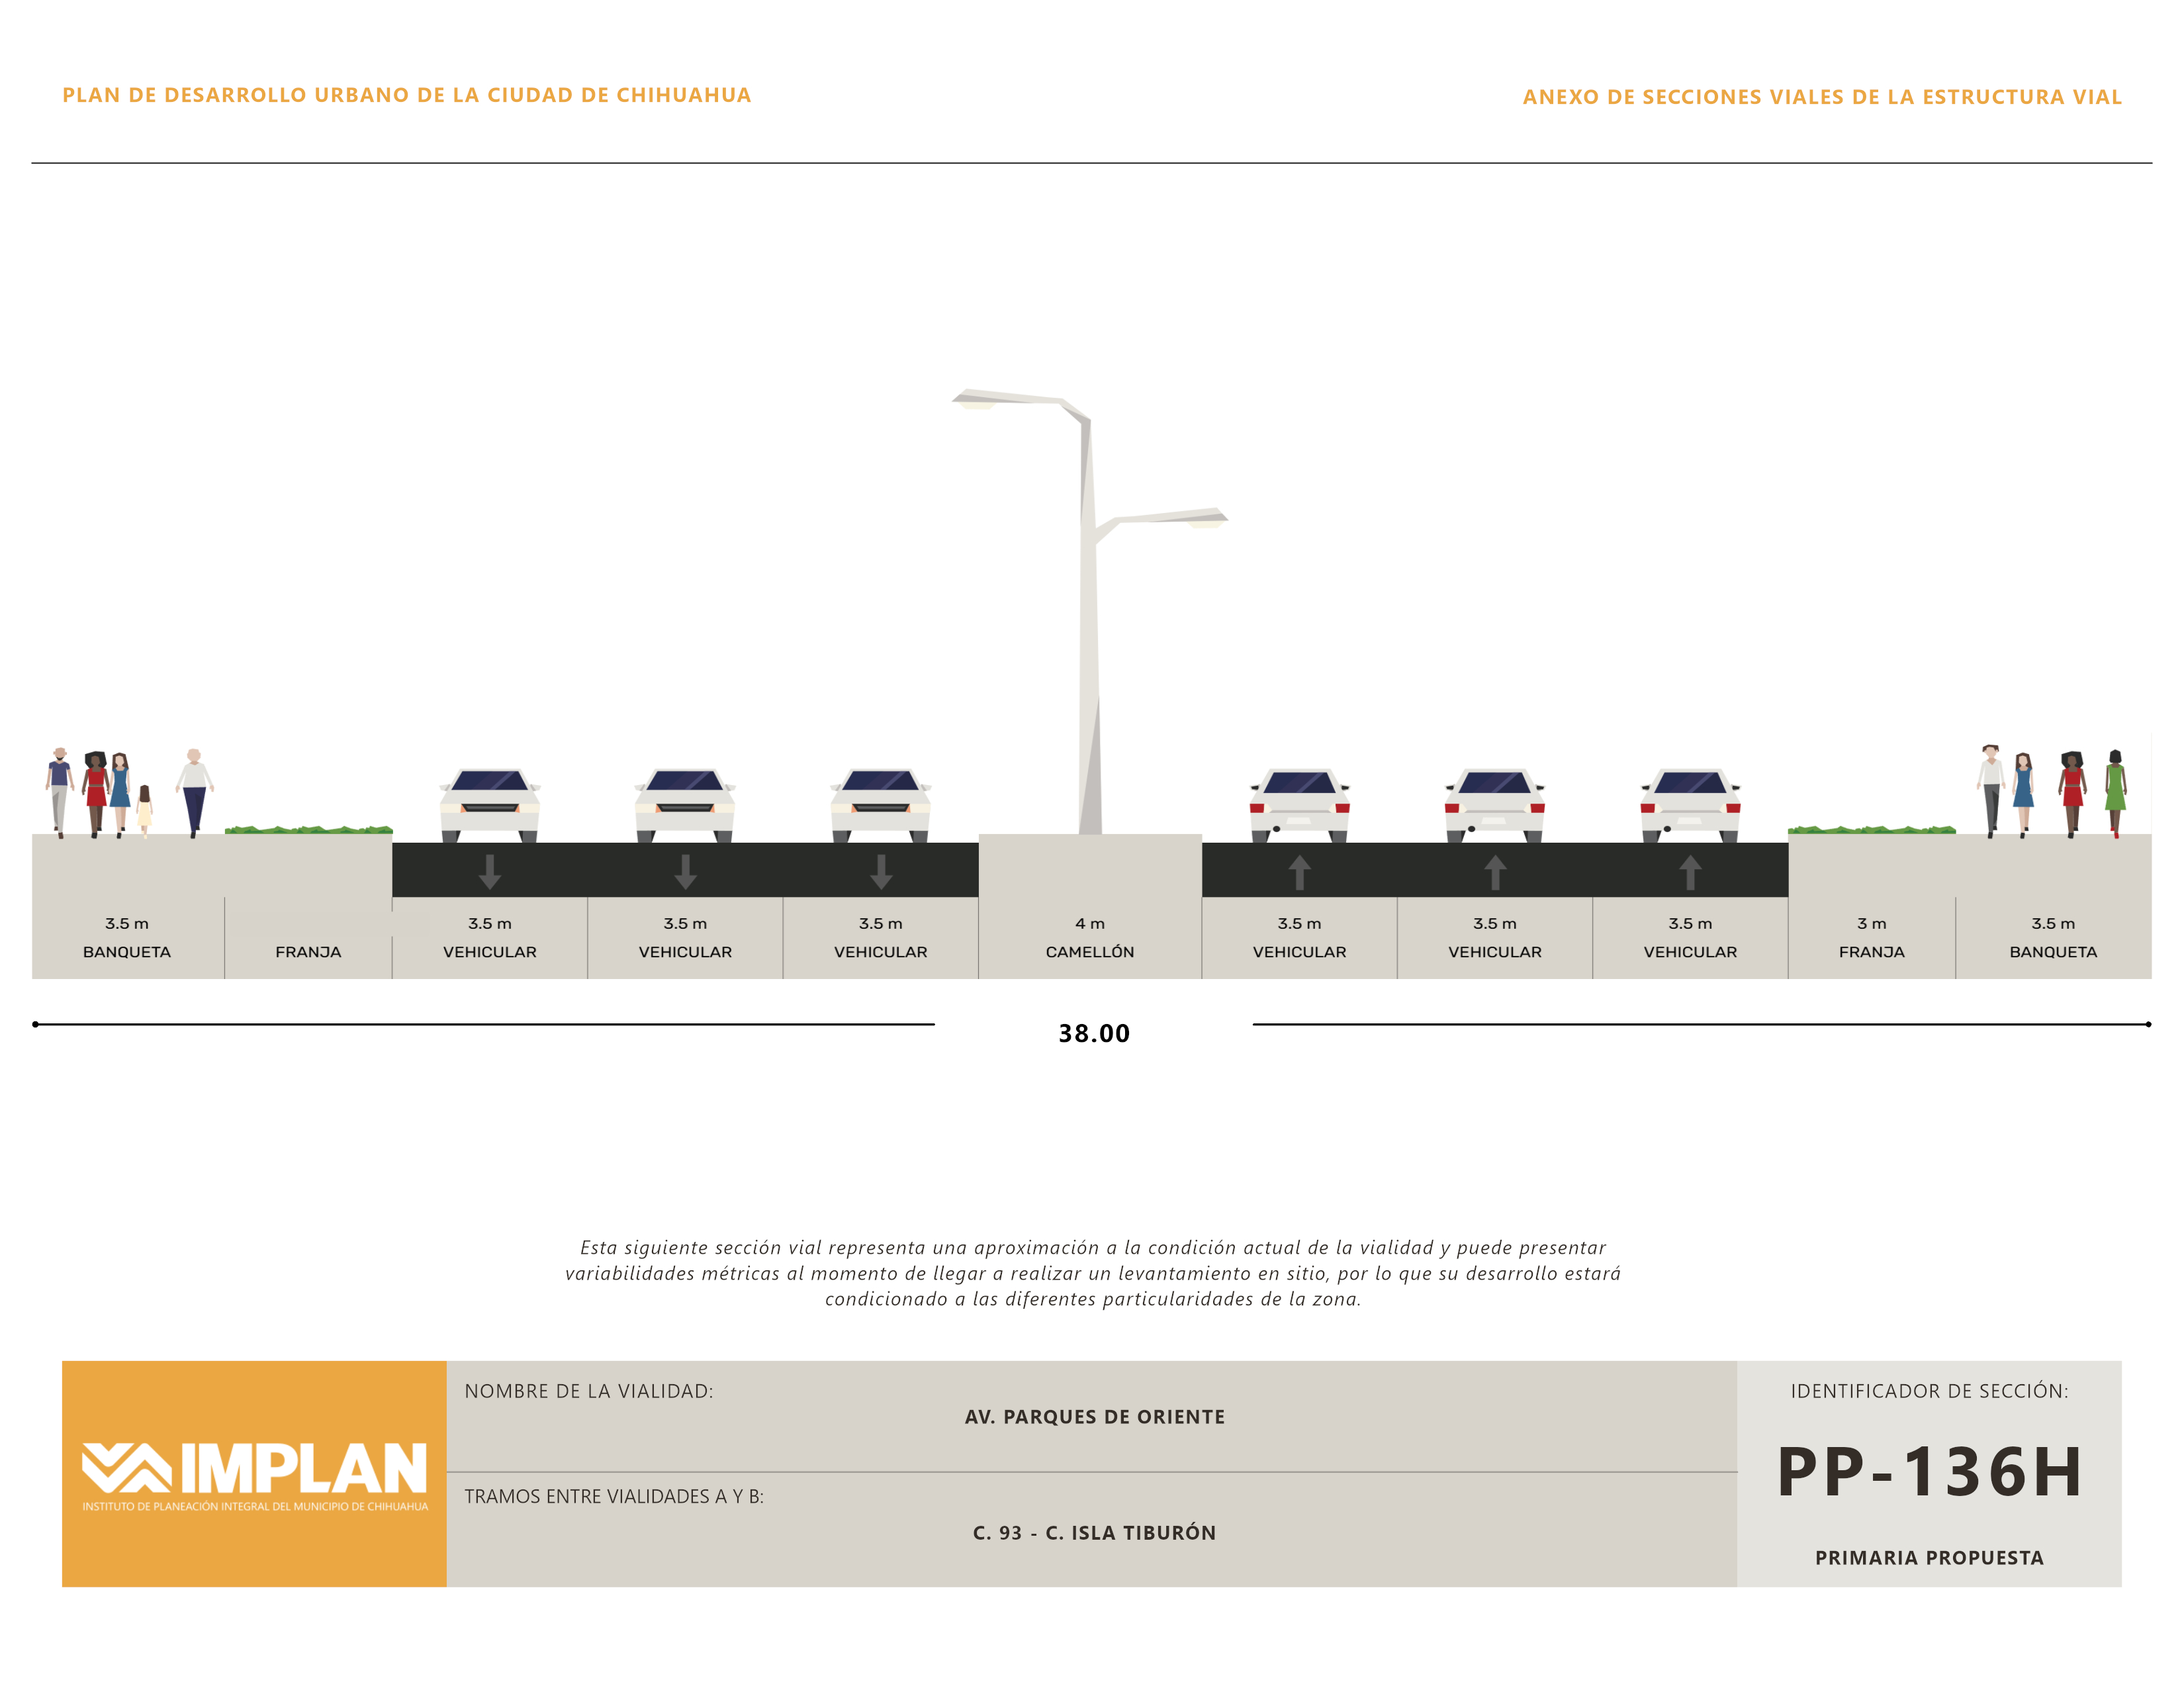 PLAN DE DESARROLLO URBANO DE LA CIUDAD DE CHIHUAHUA
ANEXO DE SECCIONES VIALES DE LA ESTRUCTURA VIAL
3.5 m 3.5 m 3.5 m 3.5 m 4 m 3.5 m 3.5 m 3.5 m 3 m 3.5 m
BANQUETA FRANJA VEHICULAR VEHICULAR VEHICULAR CAMELLÓN VEHICULAR VEHICULAR VEHICULAR FRANJA BANQUETA
38.00
Esta siguiente sección vial representa una aproximación a la condición actual de la vialidad y puede presentar
variabilidades métricas al momento de llegar a realizar un levantamiento en sitio, por lo que su desarrollo estará
condicionado a las diferentes particularidades de la zona.
IMPLAN
INSTITUTO DE PLANEACIÓN INTEGRAL DEL MUNICIPIO DE CHIHUAHUA
NOMBRE DE LA VIALIDAD:
AV. PARQUES DE ORIENTE
TRAMOS ENTRE VIALIDADES A Y B:
C. 93 - C. ISLA TIBURÓN
IDENTIFICADOR DE SECCIÓN:
PP-136H
PRIMARIA PROPUESTA